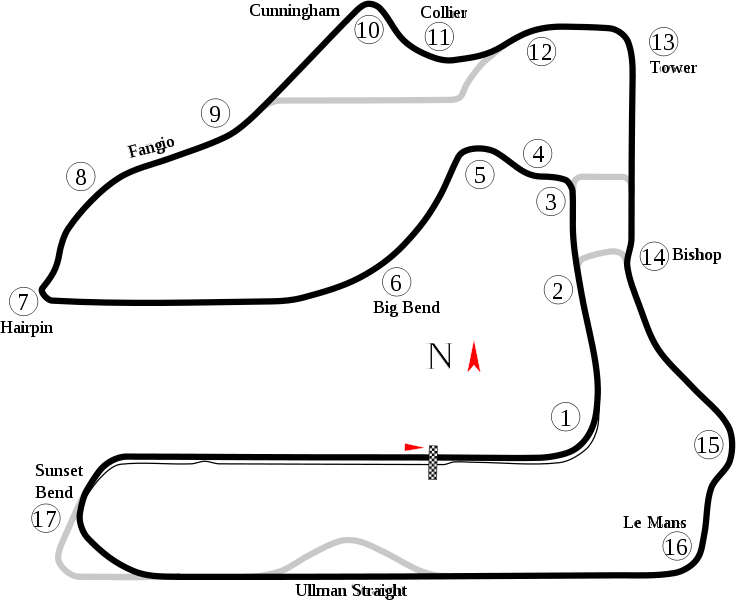 Cunningham
Collier
10
11
12
13
Tower
9
Fangio
8
5
4
3
14
Bishop
7
Hairpin
6
Big Bend
2
N
1
Sunset
Bend
17
15
Le Mans
16
Ullman Straight